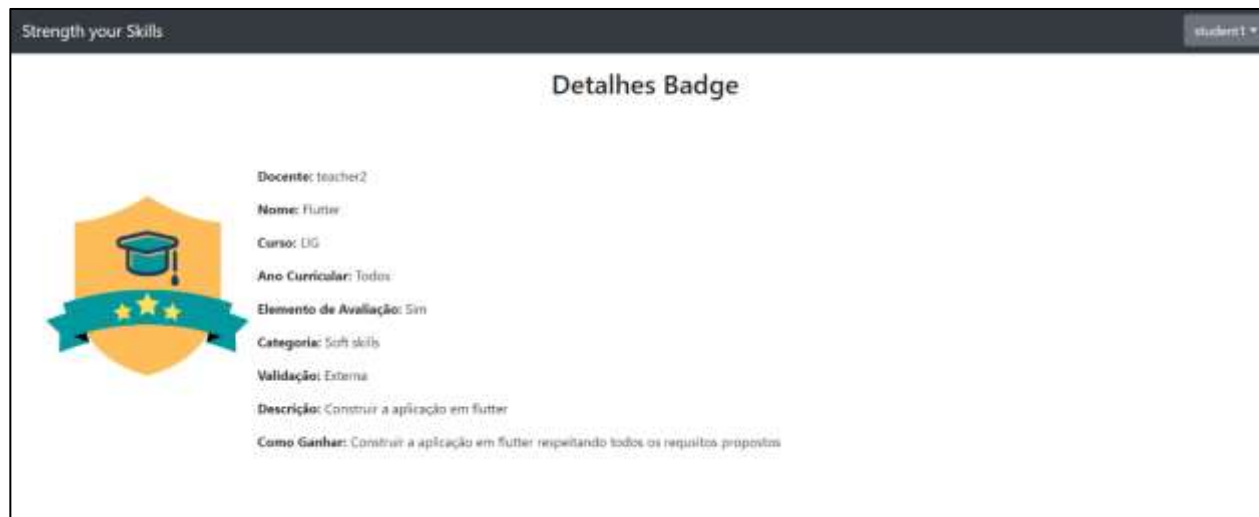 Strength your Skills
student1
Detalhes Badge
Docente: teacher2
Nome: Flutter
Curso: LIG
Ano Curricular: Todos
Elemento de Avaliação: Sim
Categoria: Soft skills
Validação: Externa
Descrição: Construir a aplicação em flutter
Como Ganhar: Construir a aplicação em flutter respeitando todos os requsitos propostos